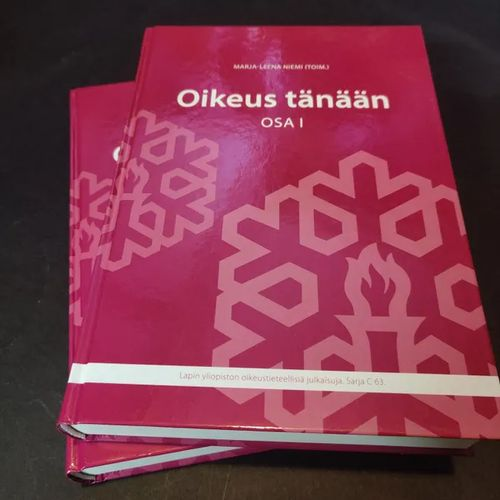 MARJA-LEENA NIEMI (TOIM.)
Oikeus tänään
OSA I
Lapin yliopiston oikeustieteellisiä julkaisuja. Sarja C 63.